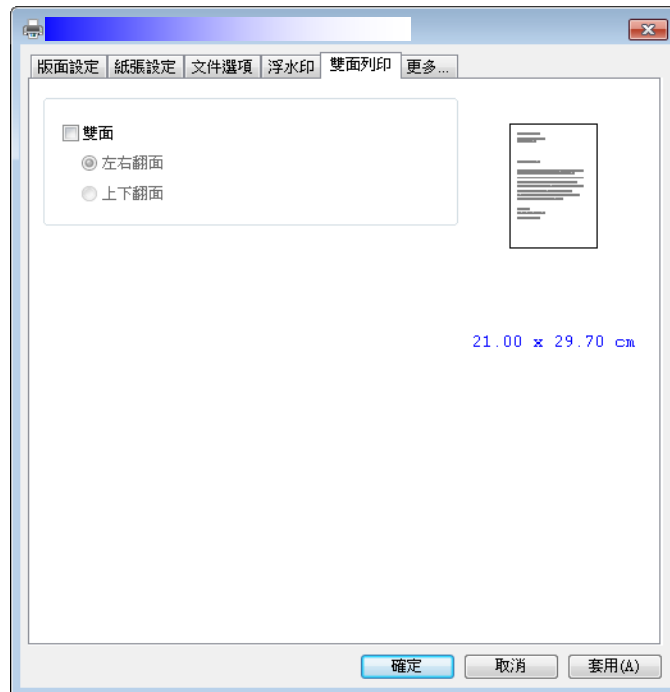 版面設定 紙張設定 文件選項 浮水印 雙面列印 更多...
雙面
左右翻面
上下翻面
21.00 x 29.70 cm
確定 取消 套用(A)